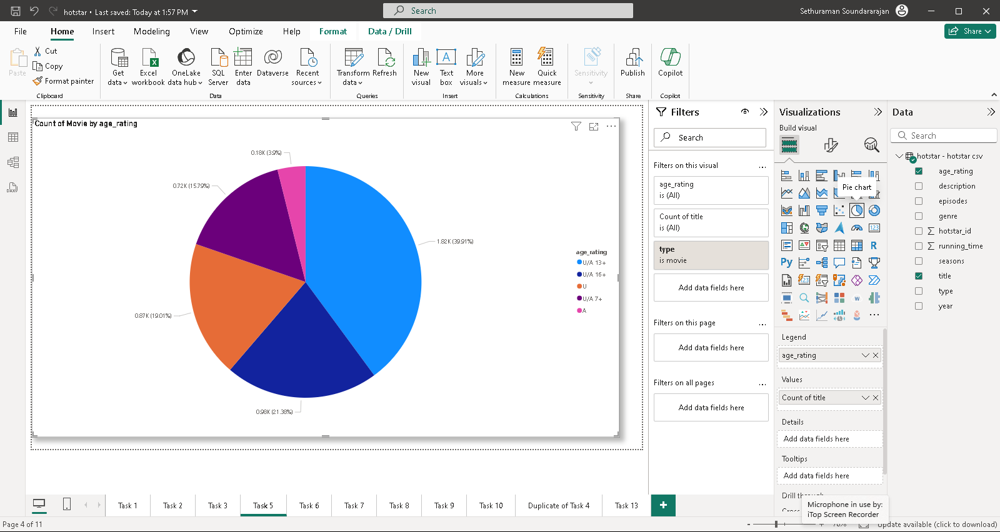 hotstar • Last saved: Today at 1:57 PM
Search
Sethuraman Soundararajan
File
Home
Insert
Modeling
View
Optimize
Help
Format
Data / Drill
Share
Paste
Cut
Copy
Format painter
Clipboard
Get data
Excel workbook
OneLake data hub
SQL Server
Enter data
Dataverse
Recent sources
Data
Transform data
Refresh
Queries
New visual
Text box
More visuals
Insert
New measure
Quick measure
Calculations
Sensitivity
Sensitivity
Publish
Share
Copilot
Copilot
Count of Movie by age_rating
0.18K (3.9%)
0.72K (15.79%)
1.82K (39.91%)
0.87K (19.01%)
0.98K (21.38%)
age_rating
U/A 13+
U/A 16+
U
U/A 7+
A
Filters
Search
Filters on this visual
age_rating
is (All)
Count of title
is (All)
type
is movie
Add data fields here
Filters on this page
Add data fields here
Filters on all pages
Add data fields here
Visualizations
Build visual
Pie chart
123
R
Py
Legend
age_rating
Values
Count of title
Details
Add data fields here
Tooltips
Add data fields here
Drill through
Microphone in use by:
iTop Screen Recorder
Data
Search
hotstar - hotstar csv
age_rating
description
episodes
genre
hotstar_id
running_time
seasons
title
type
year
Task 1
Task 2
Task 3
Task 5
Task 6
Task 7
Task 8
Task 9
Task 10
Duplicate of Task 4
Task 13
Page 4 of 11
Update available (click to download)